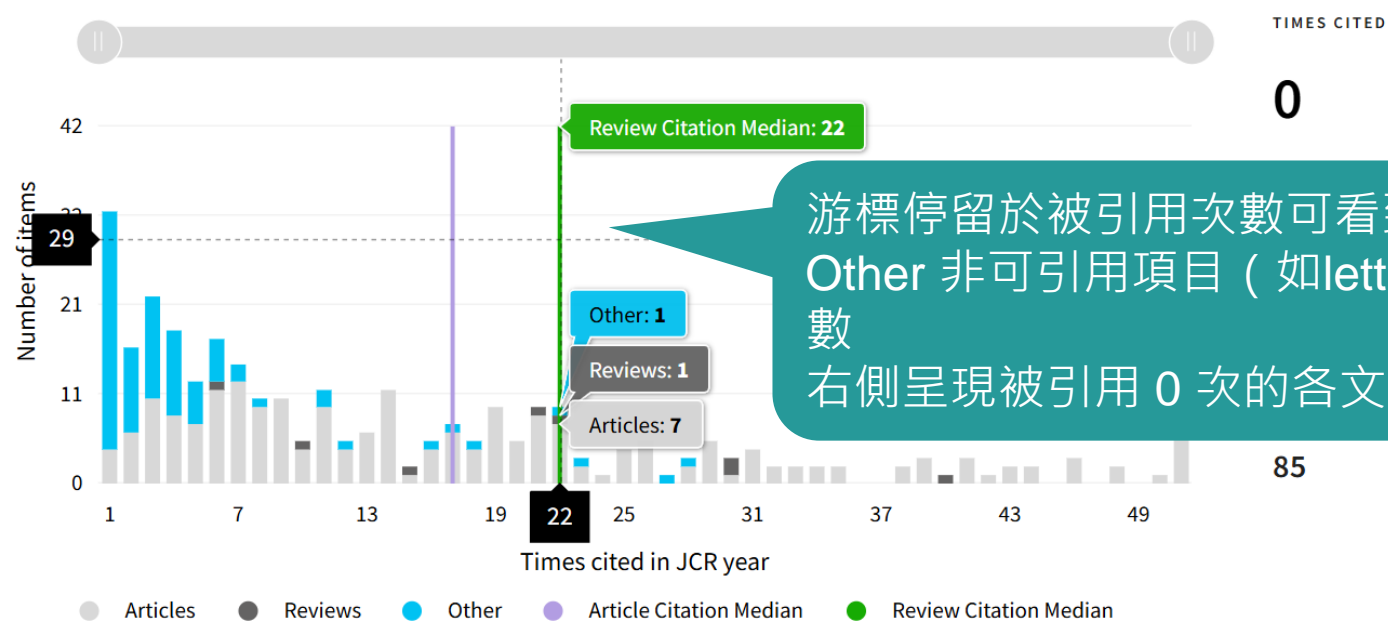 TIMES CITED
0
42
Review Citation Median: 22
游標停留於被引用次數可看
Other 非可引用項目（如lett
數
右側呈現被引用 0 次的各文
29
Number of items
21
Other: 1
Reviews: 1
11
Articles: 7
0
85
1 7 13 19 22 25 31 37 43 49
Times cited in JCR year
Articles Reviews Other Article Citation Median Review Citation Median